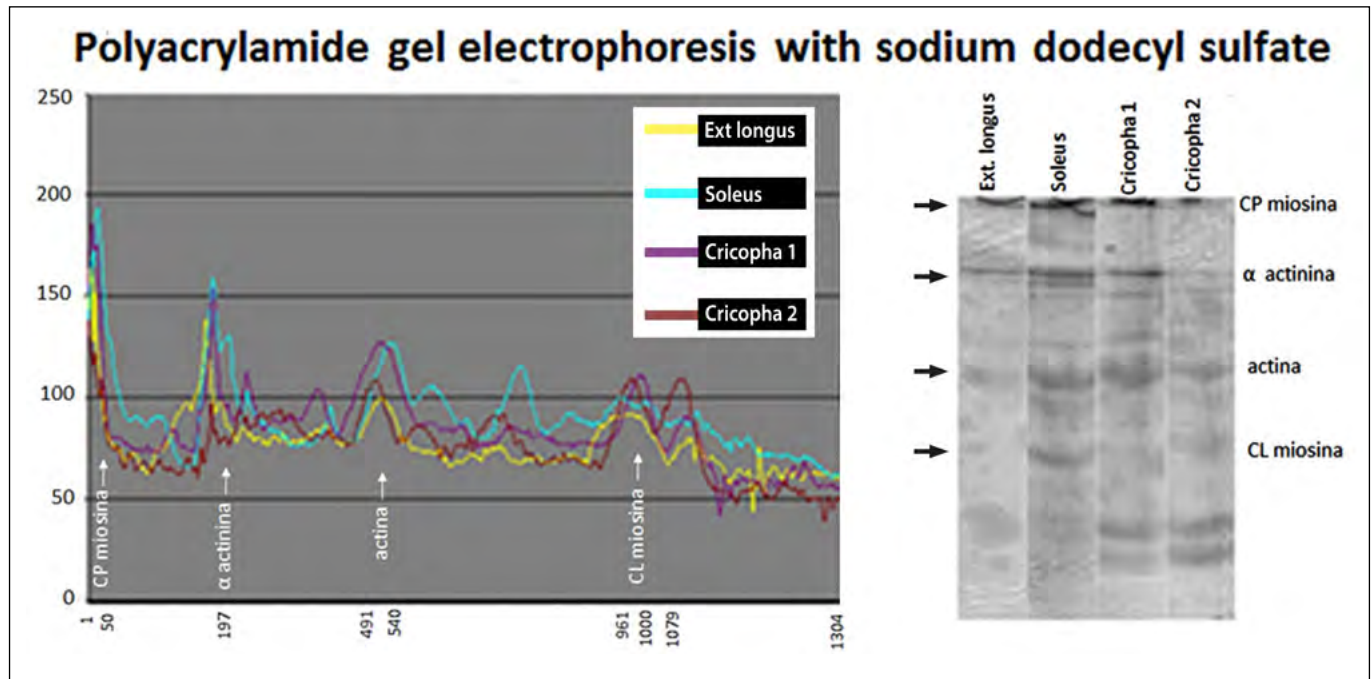 Polyacrylamide gel electrophoresis with sodium dodecyl sulfate
250
200
150
100
50
0
Ext longus
Soleus
Cricopha 1
Cricopha 2
CP miosina
α actinina
actina
CL miosina
1
50
197
491
540
961
1000
1079
1304
Ext. longus
Soleus
Cricopha 1
Cricopha 2
CP miosina
α actinina
actina
CL miosina